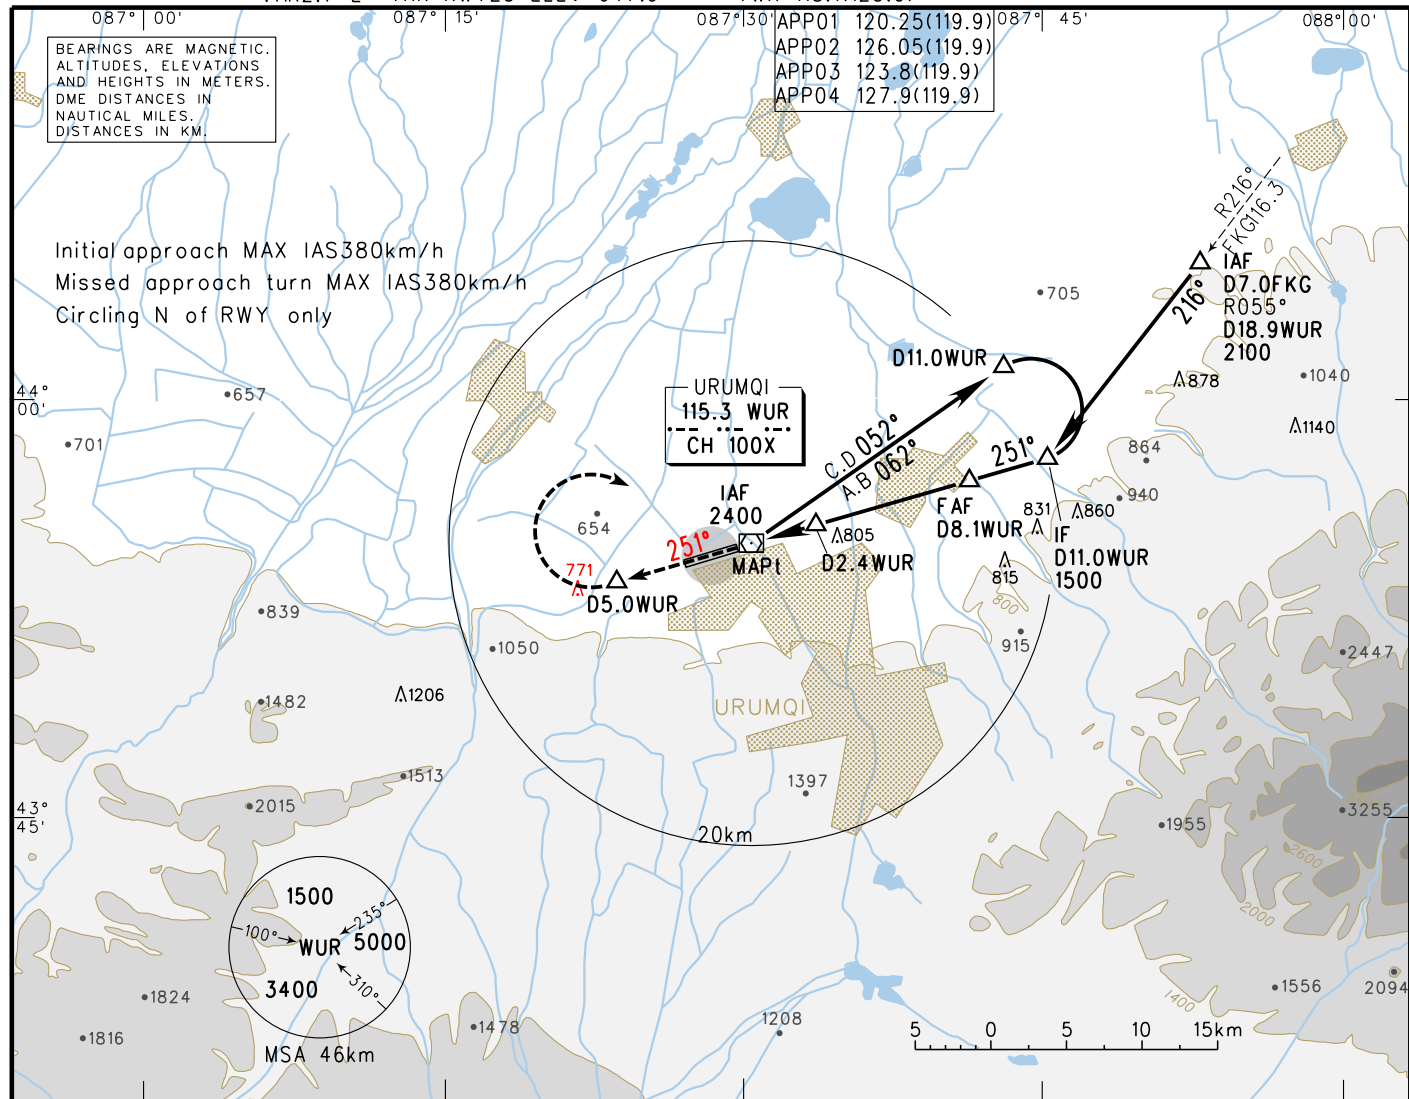 087° 00'
087° 15'
087° 30'
087° 45'
088° 00'
BEARINGS ARE MAGNETIC.
ALTITUDES, ELEVATIONS
AND HEIGHTS IN METERS.
DME DISTANCES IN
NAUTICAL MILES.
DISTANCES IN KM.
APP01 120.25(119.9)
APP02 126.05(119.9)
APP03 123.8(119.9)
APP04 127.9(119.9)
Initial approach MAX IAS380km/h
Missed approach turn MAX IAS380km/h
Circling N of RWY only
R216°
FKG116.3
IAF
D7.0FKG
R055°
D18.9WUR
2100
216°
705
D11.0WUR
878
1040
1140
44°
00'
657
701
URUMQI
115.3 WUR
CH 100X
C.D 052°
A.B 062°
251°
864
940
IAF
2400
654
FAF
D8.1WUR
831
860
IF
D11.0WUR
1500
805
D2.4WUR
251°
MAPt
771
D5.0WUR
815
800
839
1050
915
2447
1206
1482
URUMQI
1513
1397
2015
43°
45'
20km
1955
3255
2600
2000
1400
1500
235°
100°
WUR
5000
310°
3400
MSA 46km
1824
1816
1478
1208
1556
2094
5 0 5 10 15km